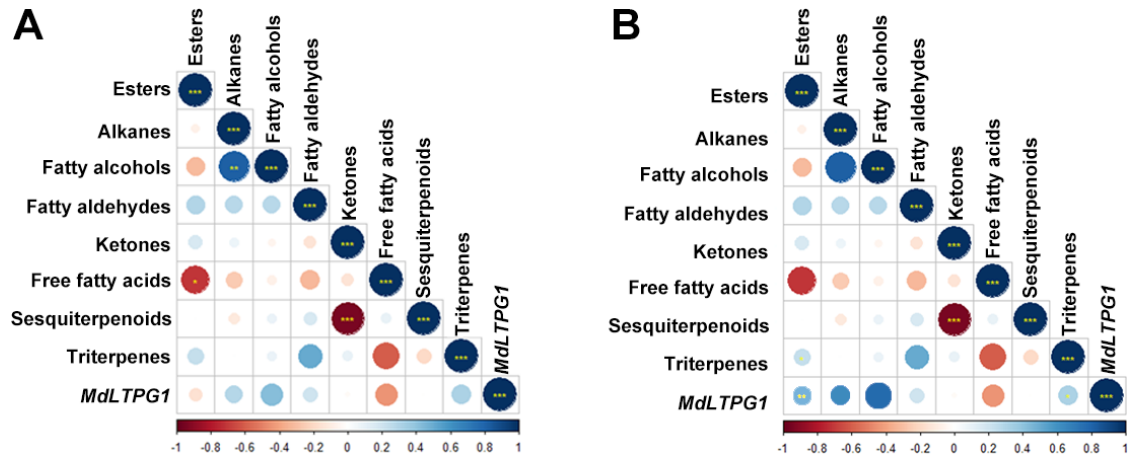 A
Esters
Alkanes
Fatty alcohols
Fatty aldehydes
Ketones
Free fatty acids
Sesquiterpenoids
Triterpenes
MdLTPG1
Esters ***
Alkanes ***
Fatty alcohols ** ***
Fatty aldehydes ***
Ketones ***
Free fatty acids * ***
Sesquiterpenoids *** ***
Triterpenes ***
MdLTPG1 ***
-1 -0.8 -0.6 -0.4 -0.2 0 0.2 0.4 0.6 0.8 1
B
Esters
Alkanes
Fatty alcohols
Fatty aldehydes
Ketones
Free fatty acids
Sesquiterpenoids
Triterpenes
MdLTPG1
Esters ***
Alkanes ***
Fatty alcohols ***
Fatty aldehydes ***
Ketones ***
Free fatty acids ***
Sesquiterpenoids *** ***
Triterpenes * ***
MdLTPG1 ** * ***
-1 -0.8 -0.6 -0.4 -0.2 0 0.2 0.4 0.6 0.8 1